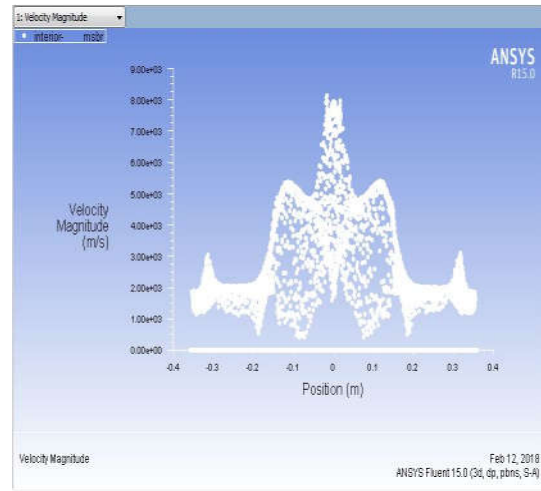 1: Velocity Magnitude
interior- msbr
ANSYS
R15.0
9.00e+03
8.00e+03
7.00e+03
6.00e+03
5.00e+03
4.00e+03
3.00e+03
2.00e+03
1.00e+03
0.00e+00
Velocity
Magnitude
(m/s)
-0.4 -0.3 -0.2 -0.1 0 0.1 0.2 0.3 0.4
Position (m)
Velocity Magnitude
Feb 12, 2018
ANSYS Fluent 15.0 (3d, dp, pbns, S-A)